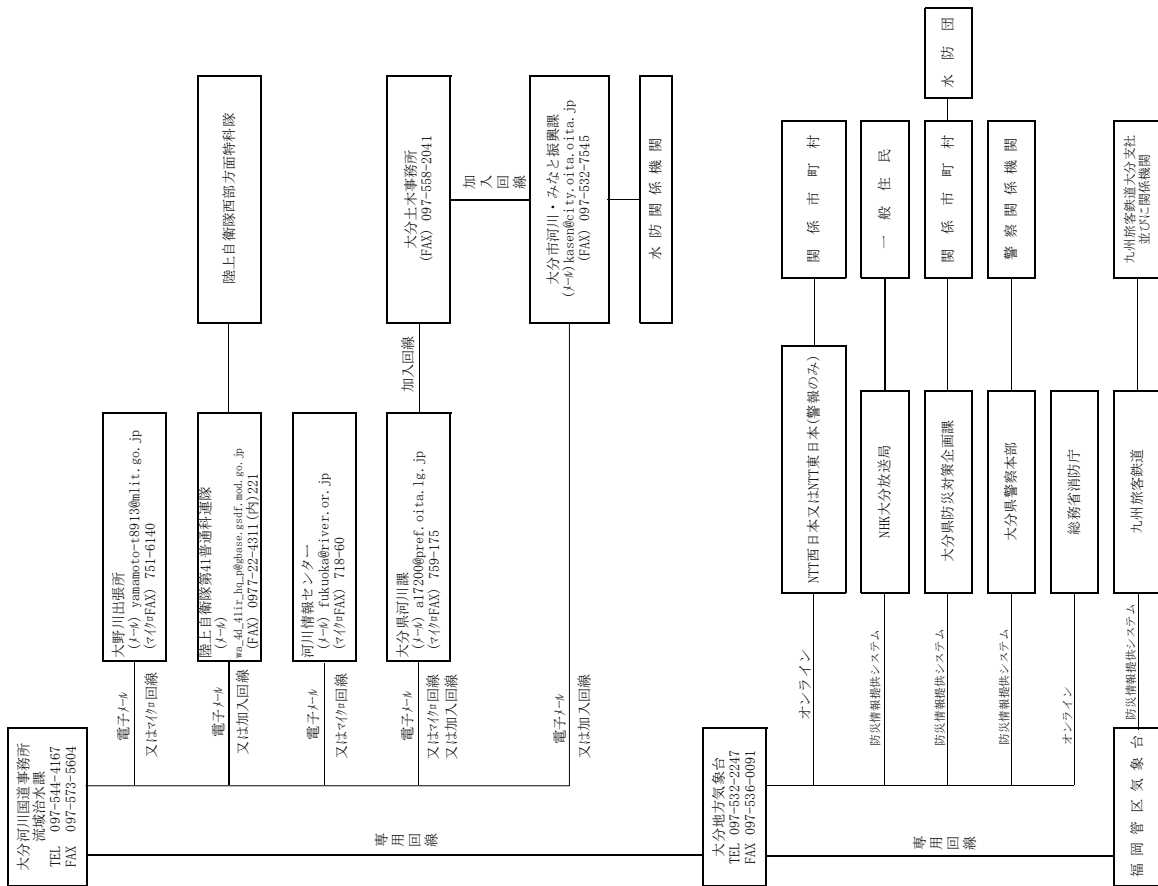 大分河川国道事務所
流域治水課
TEL 097-544-4167
FAX 097-573-5604
電子メール
又はマイクロ回線
大野川出張所
(メール) yamamoto-t8913@mlit.go.jp
(マイクロFAX) 751-6140
電子メール
又は加入回線
陸上自衛隊第41普通科連隊
(メール)
wa_4d_41ir_hq_p@gbase.gsdf.mod.go.jp
(FAX) 0977-22-4311(内)221
陸上自衛隊西部方面特科隊
電子メール
又はマイクロ回線
河川情報センター
(メール) fukuoka@river.or.jp
(マイクロFAX) 718-60
電子メール
又はマイクロ回線
又は加入回線
大分県河川課
(メール) a17200@pref.oita.lg.jp
(マイクロFAX) 759-175
加入回線
大分土木事務所
(FAX) 097-558-2041
加入
回線
電子メール
又は加入回線
大分市河川・みなと振興課
(メール) kasen@city.oita.oita.jp
(FAX) 097-532-7545
水防関係機関
専用
回線
大分地方気象台
TEL 097-532-2247
FAX 097-536-0091
オンライン
NTT西日本又はNTT東日本(警報のみ)
関係市町村
防災情報提供システム
NHK大分放送局
一般住民
防災情報提供システム
大分県防災対策企画課
関係市町村
水防団
防災情報提供システム
大分県警察本部
警察関係機関
オンライン
総務省消防庁
専用
回線
福岡管区気象台
防災情報提供システム
九州旅客鉄道
九州旅客鉄道大分支社
並びに関係機関